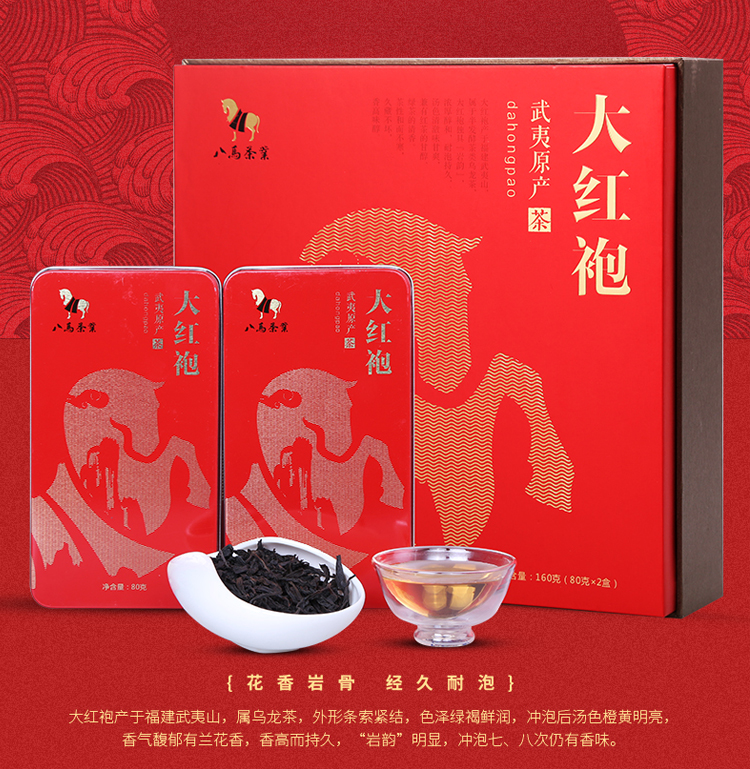 八马茶業
大红袍
武夷原产
茶
dahongpao
八马茶業
大红袍
武夷原产
茶
dahongpao
净含量：80克
八马茶業
大红袍
武夷原产
茶
dahongpao
含量：160克（80克×2盒）
{花香岩骨 经久耐泡}
大红袍产于福建武夷山，属乌龙茶，外形条索紧结，色泽绿褐鲜润，冲泡后汤色橙黄明亮，
香气馥郁有兰花香，香高而持久，“岩韵”明显，冲泡七、八次仍有香味。